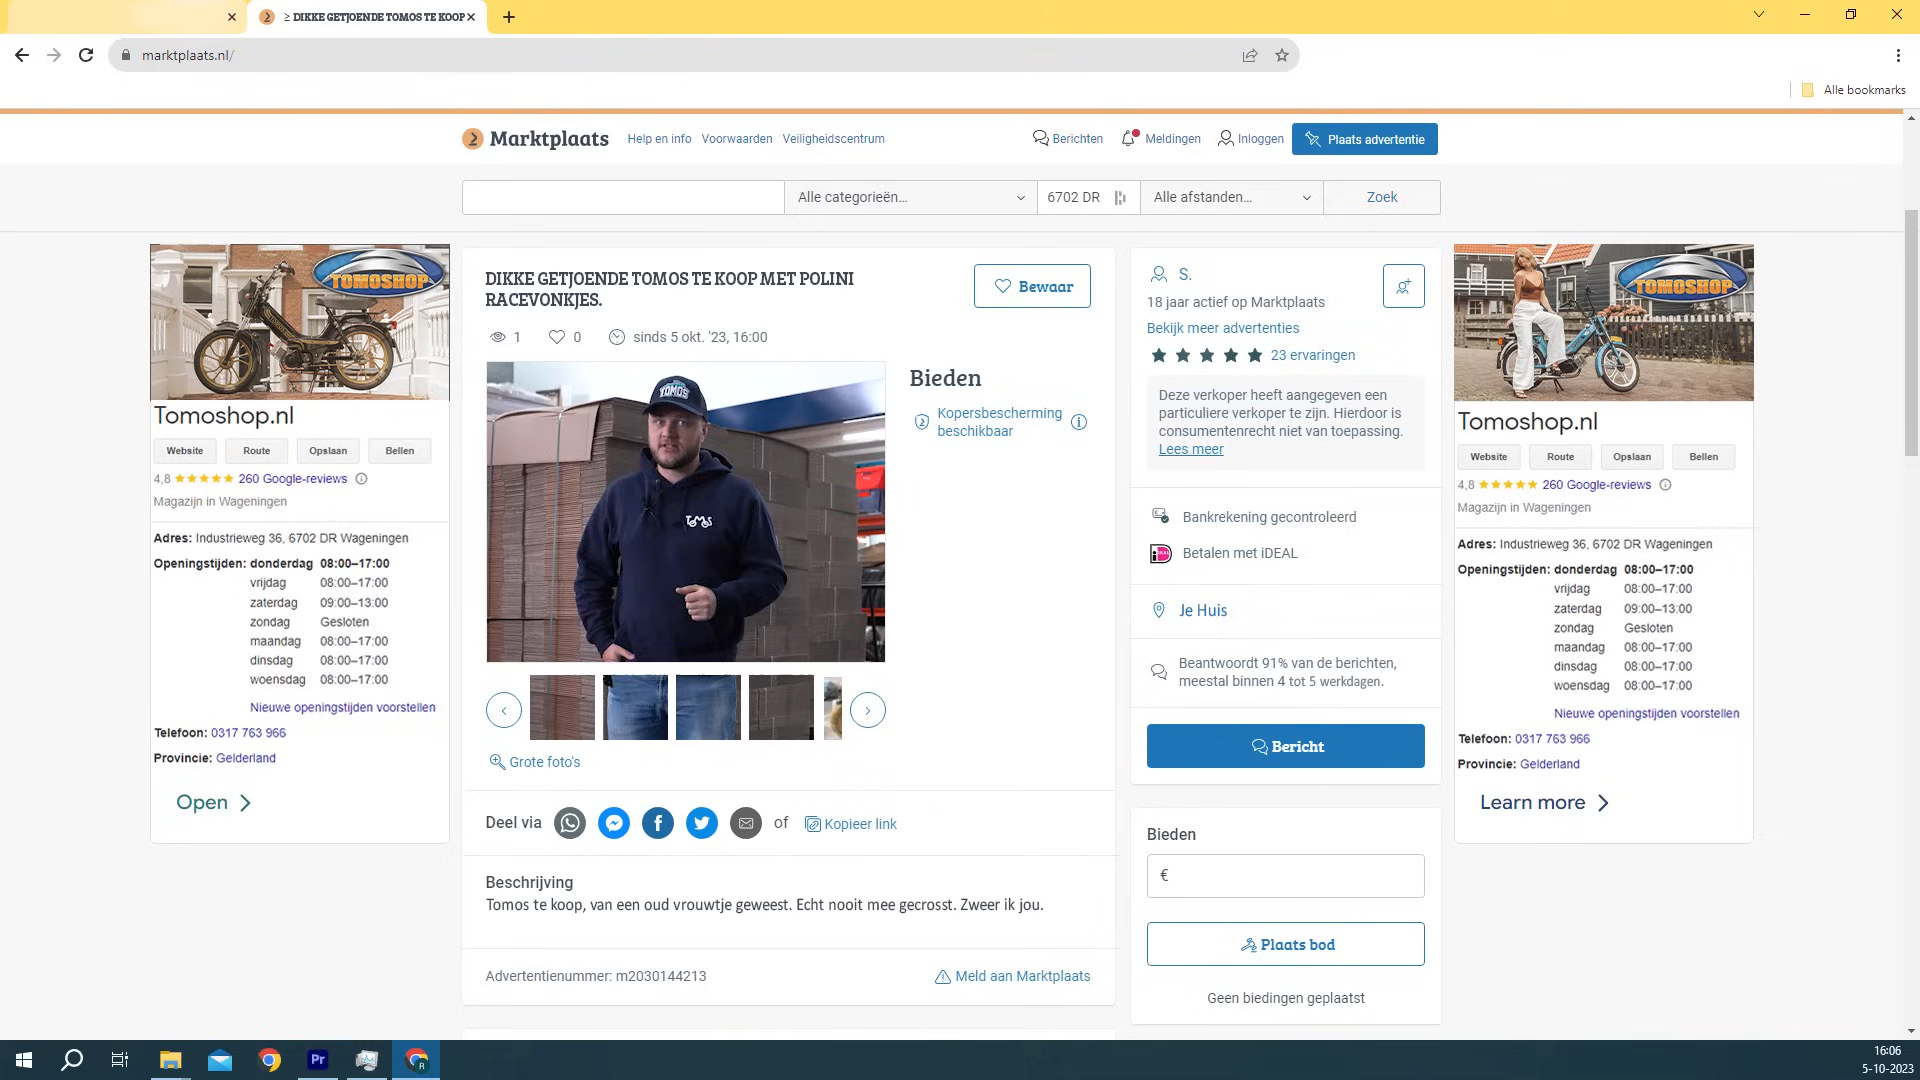 ≥ DIKKE GETJOENDE TOMOS TE KOOP
marktplaats.nl/
Alle bookmarks
Marktplaats
Help en info
Voorwaarden
Veiligheidscentrum
Berichten
Meldingen
Inloggen
Plaats advertentie
Alle categorieën...
6702 DR
Alle afstanden...
Zoek
TOMOSHOP
Tomoshop.nl
Website
Route
Opslaan
Bellen
4,8
260 Google-reviews
Magazijn in Wageningen
Adres: Industrieweg 36, 6702 DR Wageningen
Openingstijden: donderdag 08:00–17:00
vrijdag 08:00–17:00
zaterdag 09:00–13:00
zondag Gesloten
maandag 08:00–17:00
dinsdag 08:00–17:00
woensdag 08:00–17:00
Nieuwe openingstijden voorstellen
Telefoon: 0317 763 966
Provincie: Gelderland
Open
DIKKE GETJOENDE TOMOS TE KOOP MET POLINI
RACEVONKJES.
Bewaar
1
0
sinds 5 okt. '23, 16:00
TOMOS
TOMOS
Bieden
Kopersbescherming
beschikbaar
Grote foto's
Deel via
of
Kopieer link
Beschrijving
Tomos te koop, van een oud vrouwtje geweest. Echt nooit mee gecrosst. Zweer ik jou.
Advertentienummer: m2030144213
Meld aan Marktplaats
S.
18 jaar actief op Marktplaats
Bekijk meer advertenties
23 ervaringen
Deze verkoper heeft aangegeven een
particuliere verkoper te zijn. Hierdoor is
consumentenrecht niet van toepassing.
Lees meer
Bankrekening gecontroleerd
Betalen met iDEAL
Je Huis
Beantwoordt 91% van de berichten,
meestal binnen 4 tot 5 werkdagen.
Bericht
Bieden
€
Plaats bod
Geen biedingen geplaatst
TOMOSHOP
Tomoshop.nl
Website
Route
Opslaan
Bellen
4,8
260 Google-reviews
Magazijn in Wageningen
Adres: Industrieweg 36, 6702 DR Wageningen
Openingstijden: donderdag 08:00–17:00
vrijdag 08:00–17:00
zaterdag 09:00–13:00
zondag Gesloten
maandag 08:00–17:00
dinsdag 08:00–17:00
woensdag 08:00–17:00
Nieuwe openingstijden voorstellen
Telefoon: 0317 763 966
Provincie: Gelderland
Learn more
Pr
R
16:06
5-10-2023